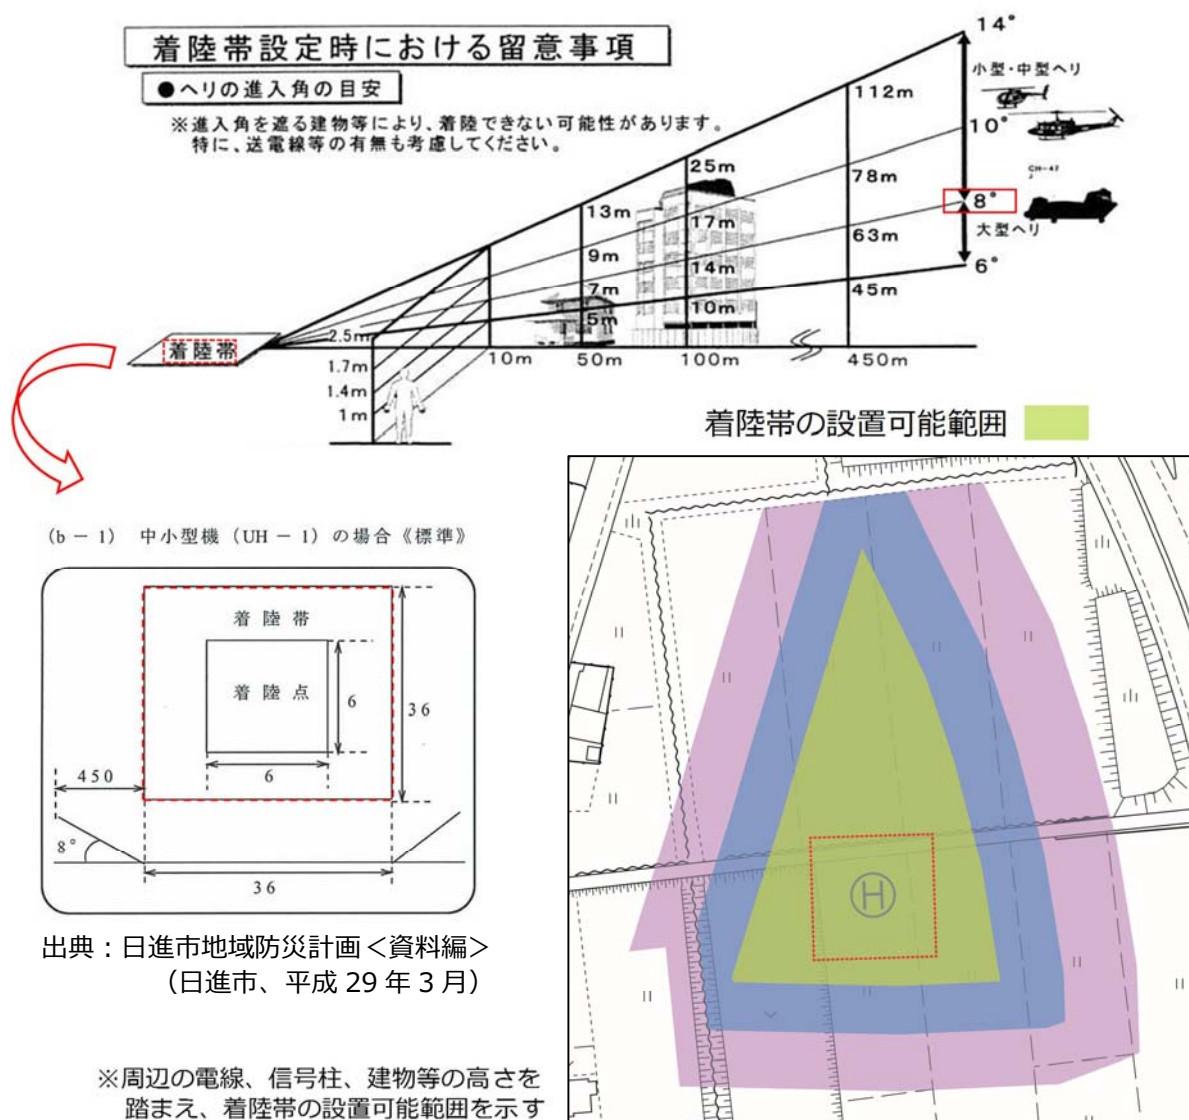 着陸帯設定時における留意事項
●ヘリの進入角の目安
※進入角を遮る建物等により、着陸できない可能性があります。
特に、送電線等の有無も考慮してください。
14°
小型・中型ヘリ
112m
10°
25m
78m
CH-47
J
13m
8°
17m
大型ヘリ
9m
63m
14m
6°
7m
45m
10m
5m
2.5m
着陸帯
10m
50m
100m
450m
1.7m
1.4m
1m
着陸帯の設置可能範囲
(b-1) 中小型機(UH-1)の場合《標準》
着陸帯
着陸点
6
36
6
450
8°
36
H
出典:日進市地域防災計画<資料編>
(日進市、平成 29 年 3 月)
※周辺の電線、信号柱、建物等の高さを
踏まえ、着陸帯の設置可能範囲を示す